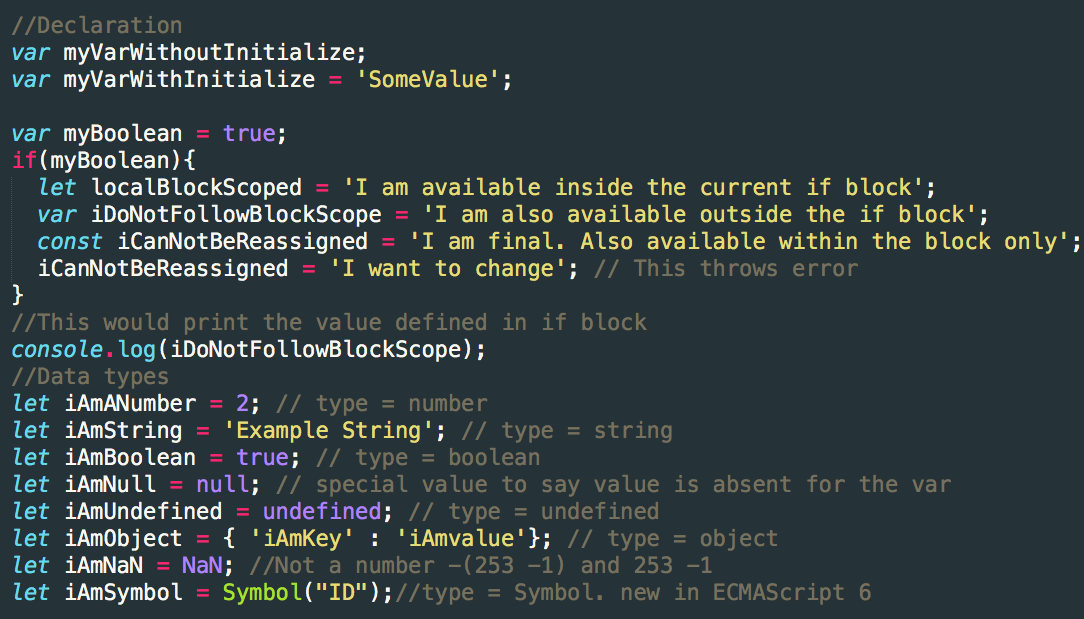 //Declaration
var myVarWithoutInitialize;
var myVarWithInitialize = 'SomeValue';

var myBoolean = true;
if(myBoolean){
  let localBlockScoped = 'I am available inside the current if block';
  var iDoNotFollowBlockScope = 'I am also available outside the if block';
  const iCanNotBeReassigned = 'I am final. Also available within the block only';
  iCanNotBeReassigned = 'I want to change'; // This throws error
}
//This would print the value defined in if block
console.log(iDoNotFollowBlockScope);
//Data types
let iAmANumber = 2; // type = number
let iAmString = 'Example String'; // type = string
let iAmBoolean = true; // type = boolean
let iAmNull = null; // special value to say value is absent for the var
let iAmUndefined = undefined; // type = undefined
let iAmObject = { 'iAmKey' : 'iAmvalue'}; // type = object
let iAmNaN = NaN; //Not a number −(253 −1) and 253 −1
let iAmSymbol = Symbol("ID");//type = Symbol. new in ECMAScript 6